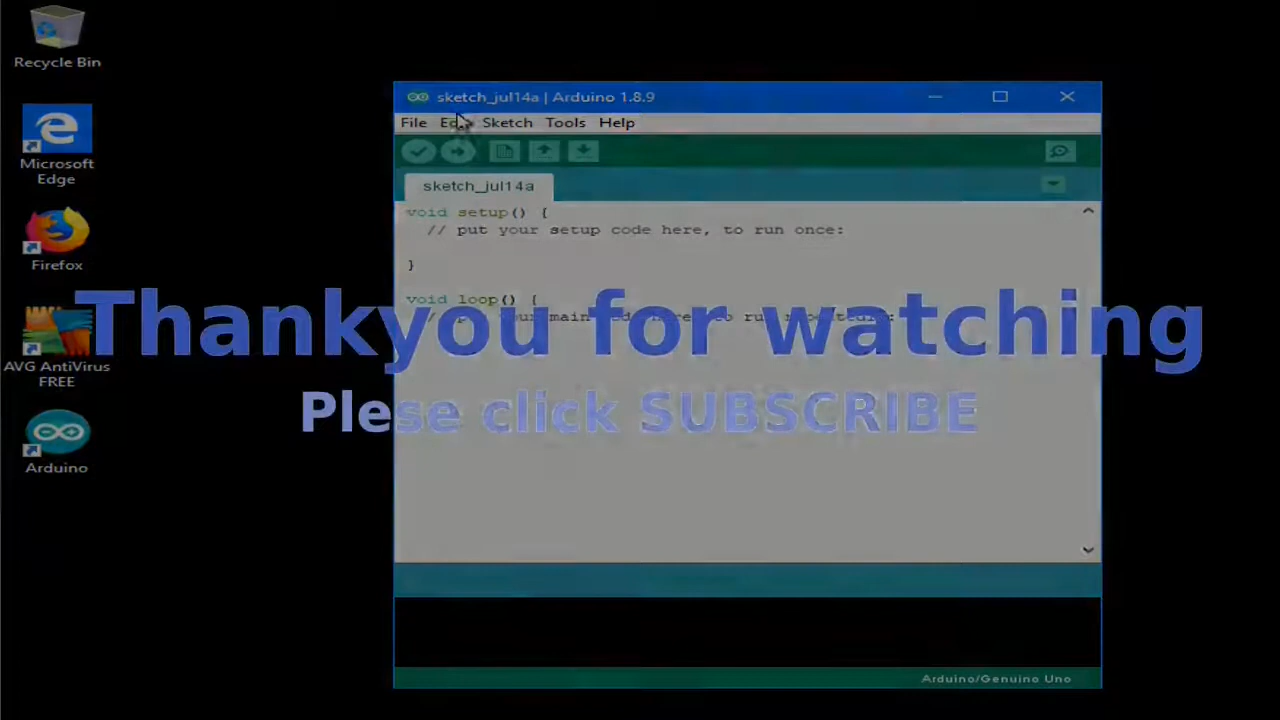 Recycle Bin
Microsoft
Edge
Firefox
AVG AntiVirus
FREE
Arduino
sketch_jul14a | Arduino 1.8.9
File Sketch Tools Help
sketch_jul14a
void setup() {
// put your setup code here, to run once:
}
void loop() {
main
Thankyou for watching
Plese click SUBSCRIBE
Arduino/Genuino Uno